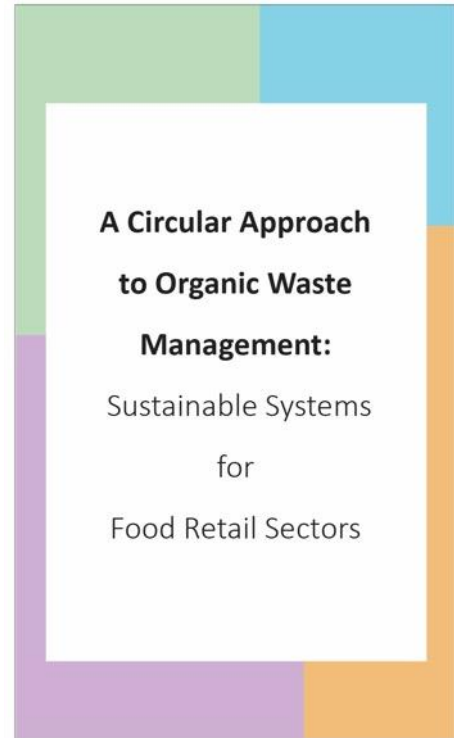 A Circular Approach
to Organic Waste
Management:
Sustainable Systems
for
Food Retail Sectors